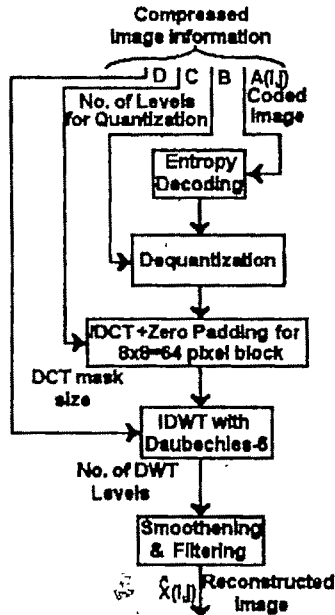 Compressed
Image Information
D C B A(i,j)
No. of Levels Coded
for Quantization Image
Entropy
Decoding
Dequantization
IDCT+Zero Padding for
8x8=64 pixel block
DCT mask
size
IDWT with
Daubechies-6
No. of DWT
Levels
Smoothening
& Filtering
X̂(i,j) Reconstructed
Image